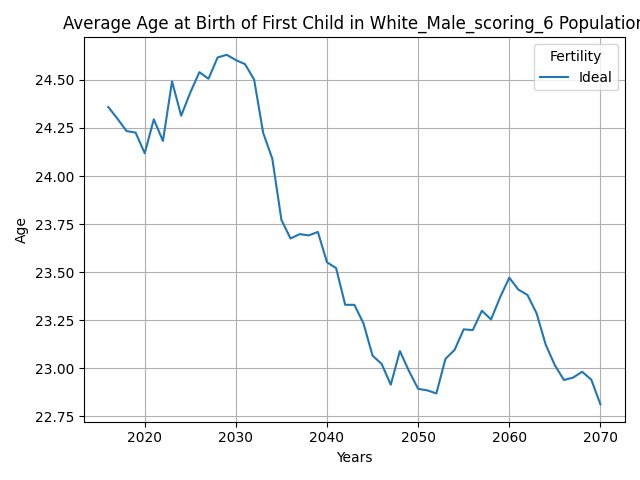 Average Age at Birth of First Child in White_Male_scoring_6 Population
Fertility
Ideal
24.50
24.25
24.00
23.75
23.50
23.25
23.00
22.75
Age
2020 2030 2040 2050 2060 2070
Years